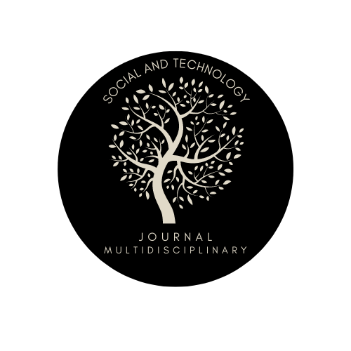 SOCIAL AND TECHNOLOGY
JOURNAL
MULTIDISCIPLINARY